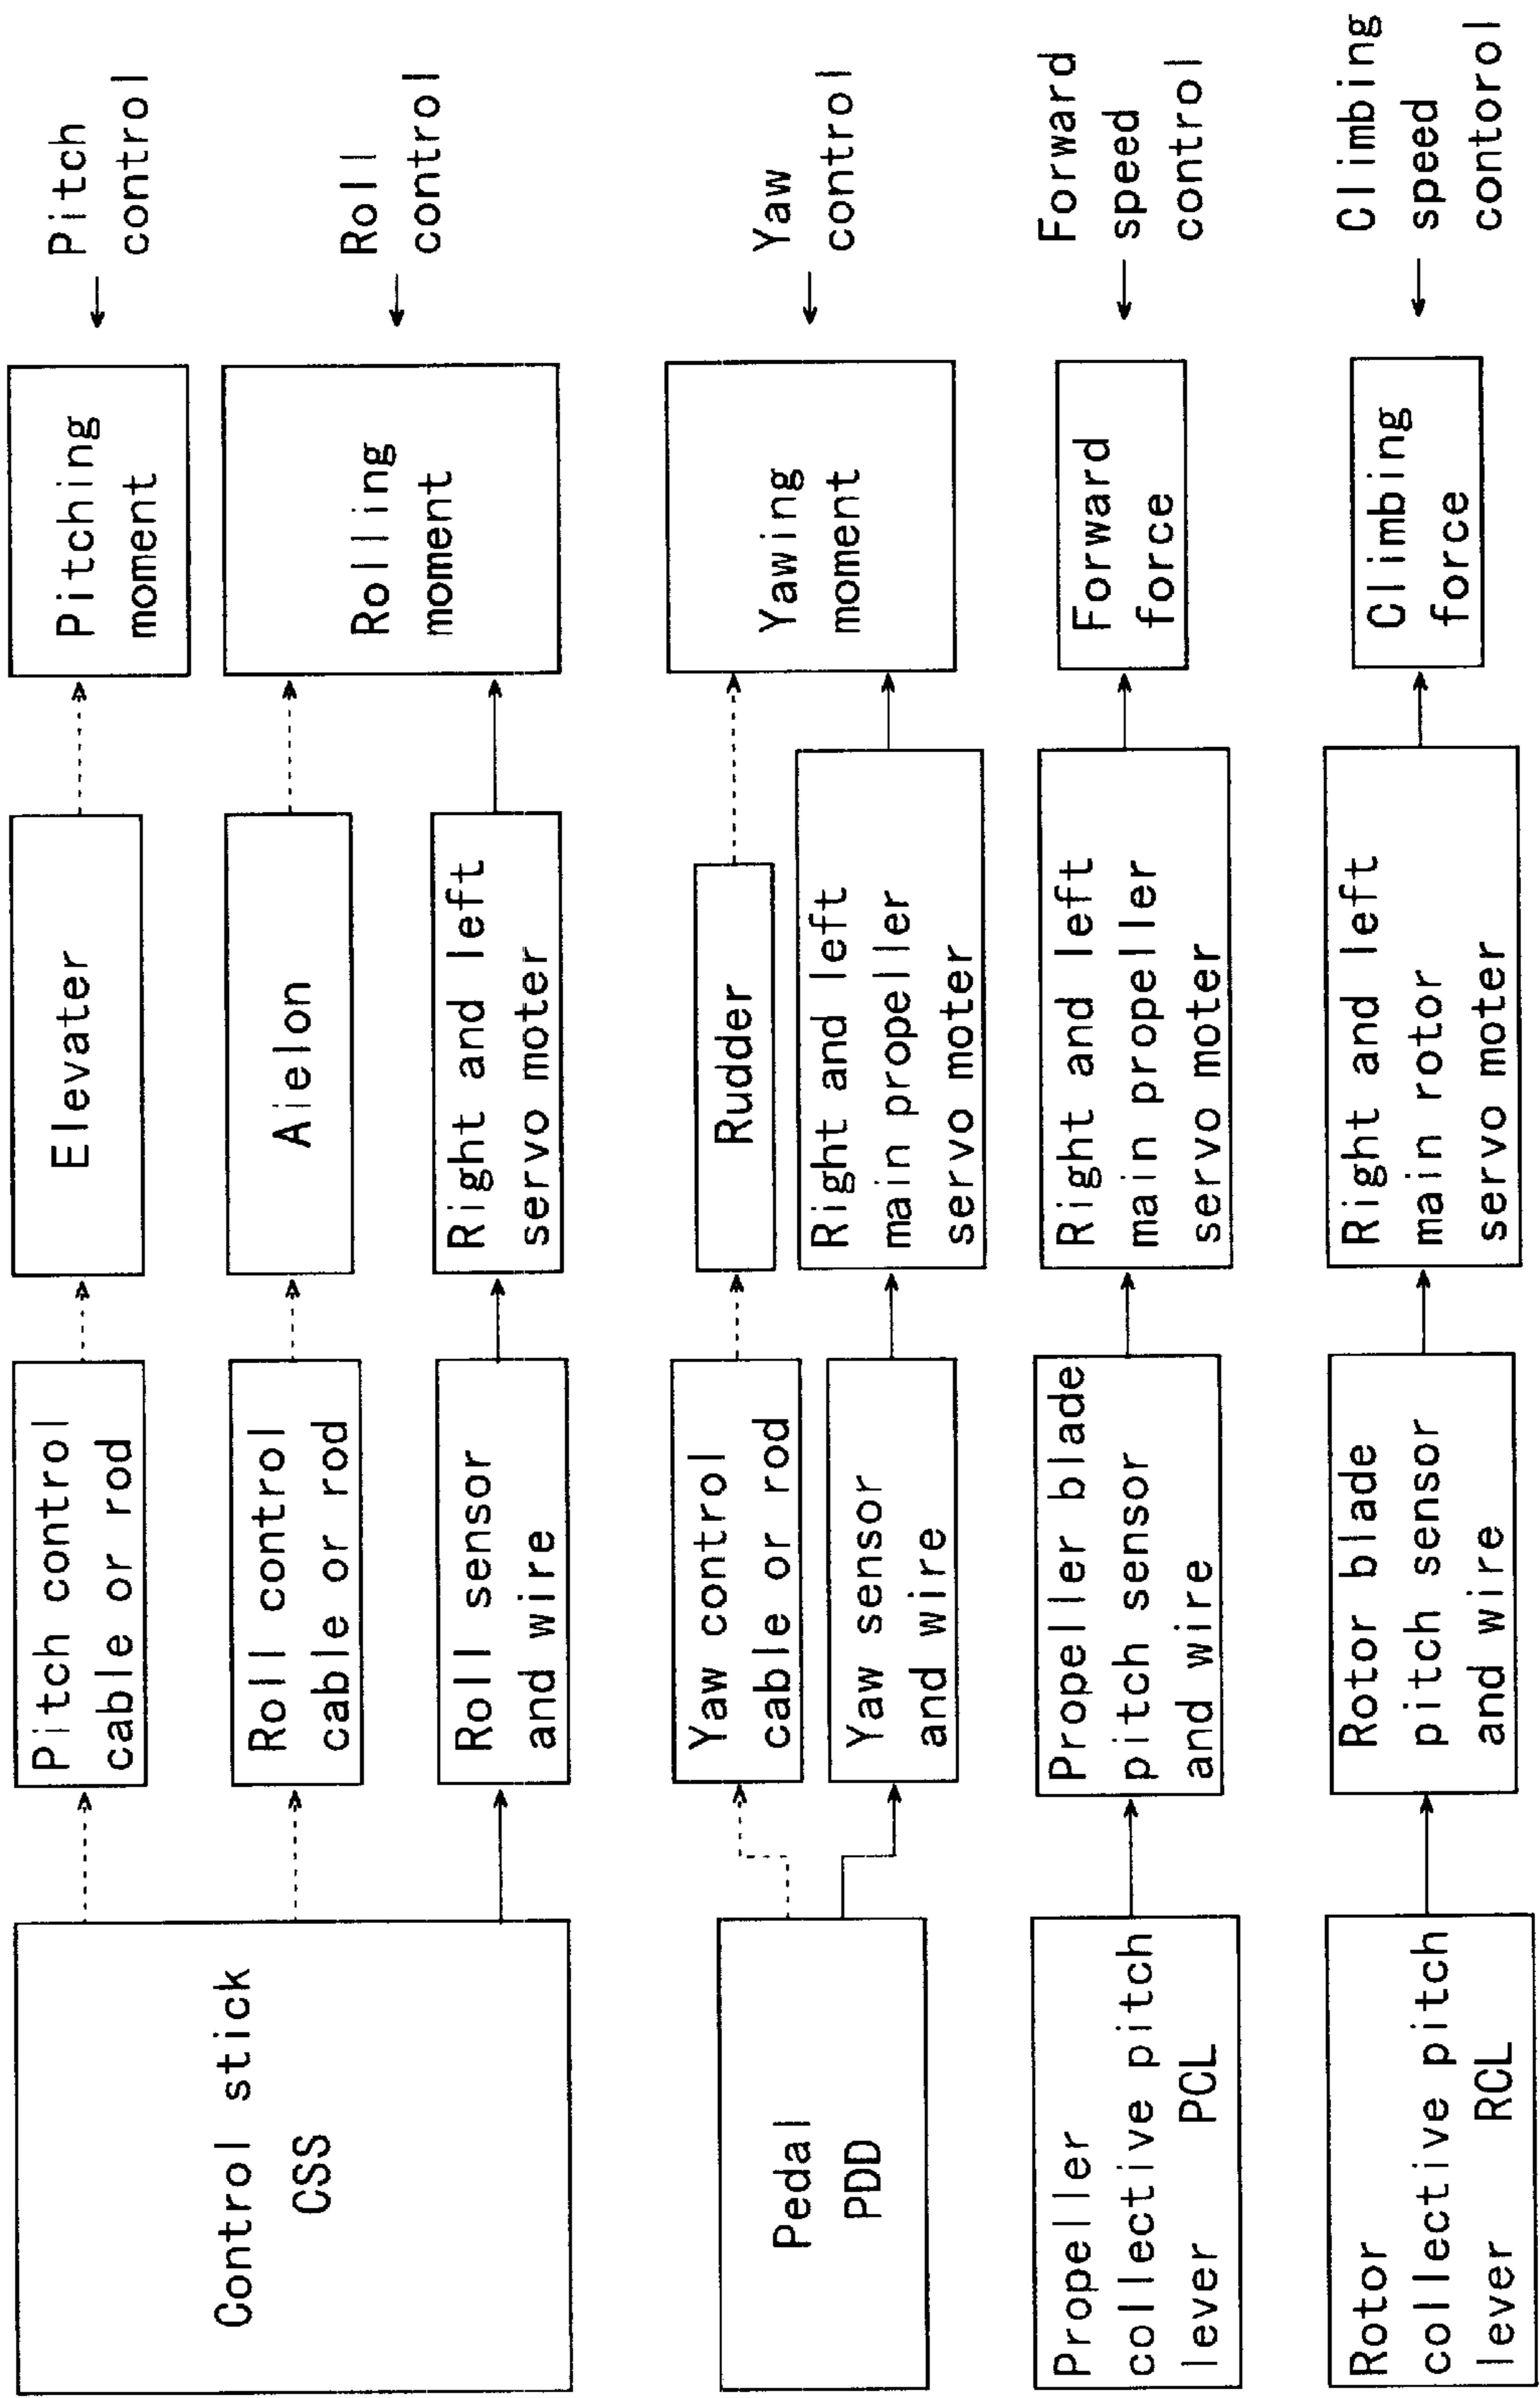 Control stick
CSS
Pitch control
cable or rod
Elevater
Pitching
moment
Pitch
control
Roll control
cable or rod
Aielon
Roll sensor
and wire
Right and left
servo moter
Rolling
moment
Roll
control
Pedal
PDD
Yaw control
cable or rod
Rudder
Yaw sensor
and wire
Right and left
main propeller
servo moter
Yawing
moment
Yaw
control
Propeller
collective pitch
lever PCL
Propeller blade
pitch sensor
and wire
Right and left
main propeller
servo moter
Forward
force
Forward
speed
control
Rotor
collective pitch
lever RCL
Rotor blade
pitch sensor
and wire
Right and left
main rotor
servo moter
Climbing
force
Climbing
speed
contorol